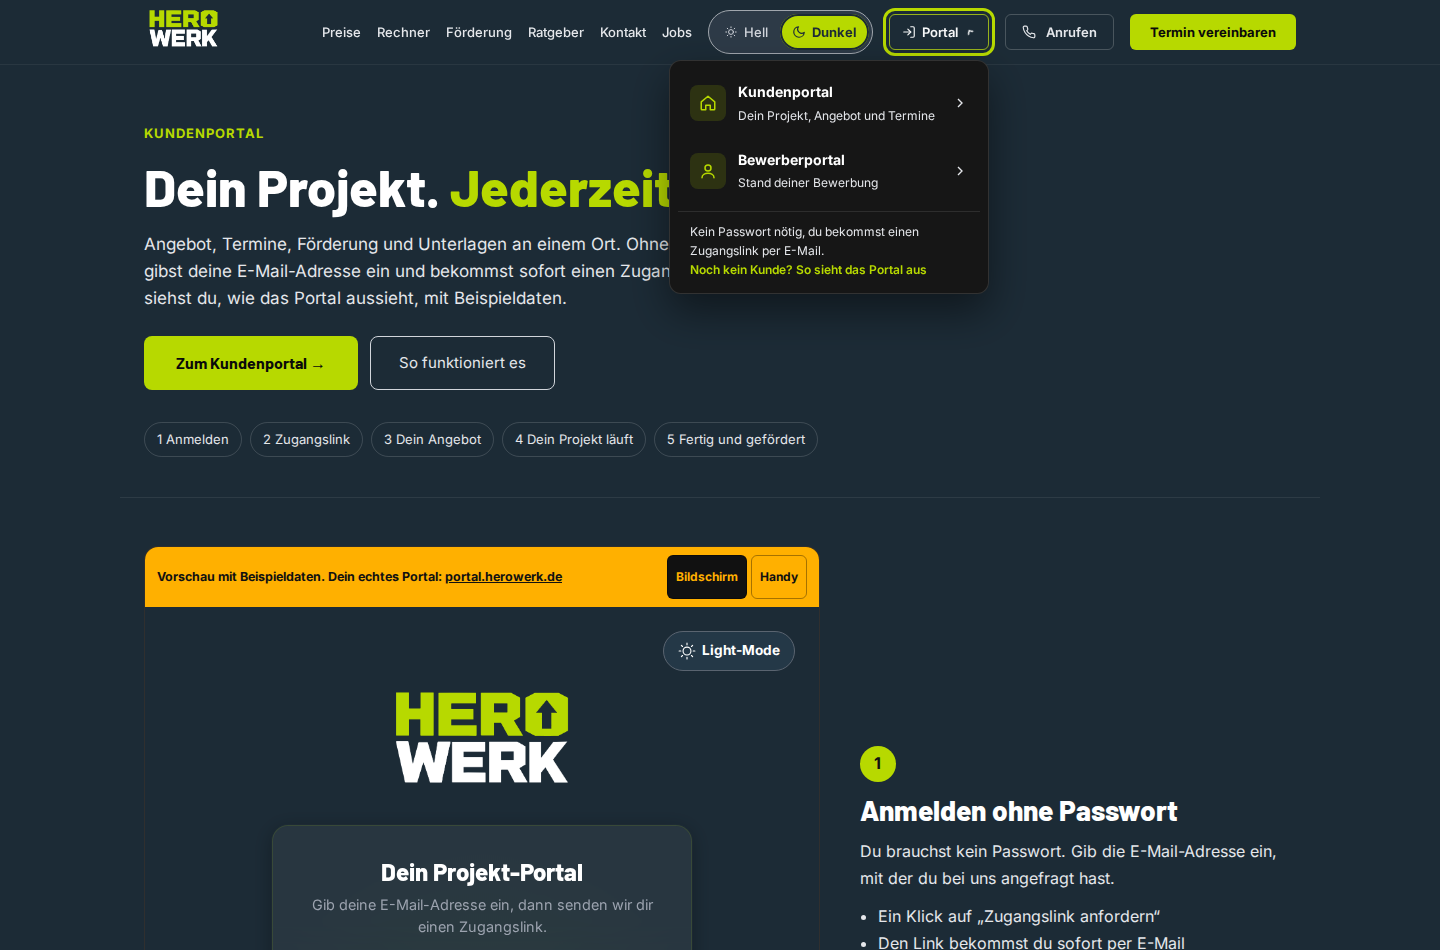 HERO
WERK
Preise Rechner Förderung Ratgeber Kontakt Jobs Hell Dunkel Portal Anrufen Termin vereinbaren
Kundenportal
Dein Projekt, Angebot und Termine
Bewerberportal
Stand deiner Bewerbung
Kein Passwort nötig, du bekommst einen
Zugangslink per E-Mail.
Noch kein Kunde? So sieht das Portal aus
KUNDENPORTAL
Dein Projekt. Jederzeit
Angebot, Termine, Förderung und Unterlagen an einem Ort. Ohne
gibst deine E-Mail-Adresse ein und bekommst sofort einen Zugan
siehst du, wie das Portal aussieht, mit Beispieldaten.
Zum Kundenportal → So funktioniert es
1 Anmelden 2 Zugangslink 3 Dein Angebot 4 Dein Projekt läuft 5 Fertig und gefördert
Vorschau mit Beispieldaten. Dein echtes Portal: portal.herowerk.de Bildschirm Handy
Light-Mode
HERO
WERK
Dein Projekt-Portal
Gib deine E-Mail-Adresse ein, dann senden wir dir
einen Zugangslink.
1
Anmelden ohne Passwort
Du brauchst kein Passwort. Gib die E-Mail-Adresse ein,
mit der du bei uns angefragt hast.
• Ein Klick auf „Zugangslink anfordern“
• Den Link bekommst du sofort per E-Mail